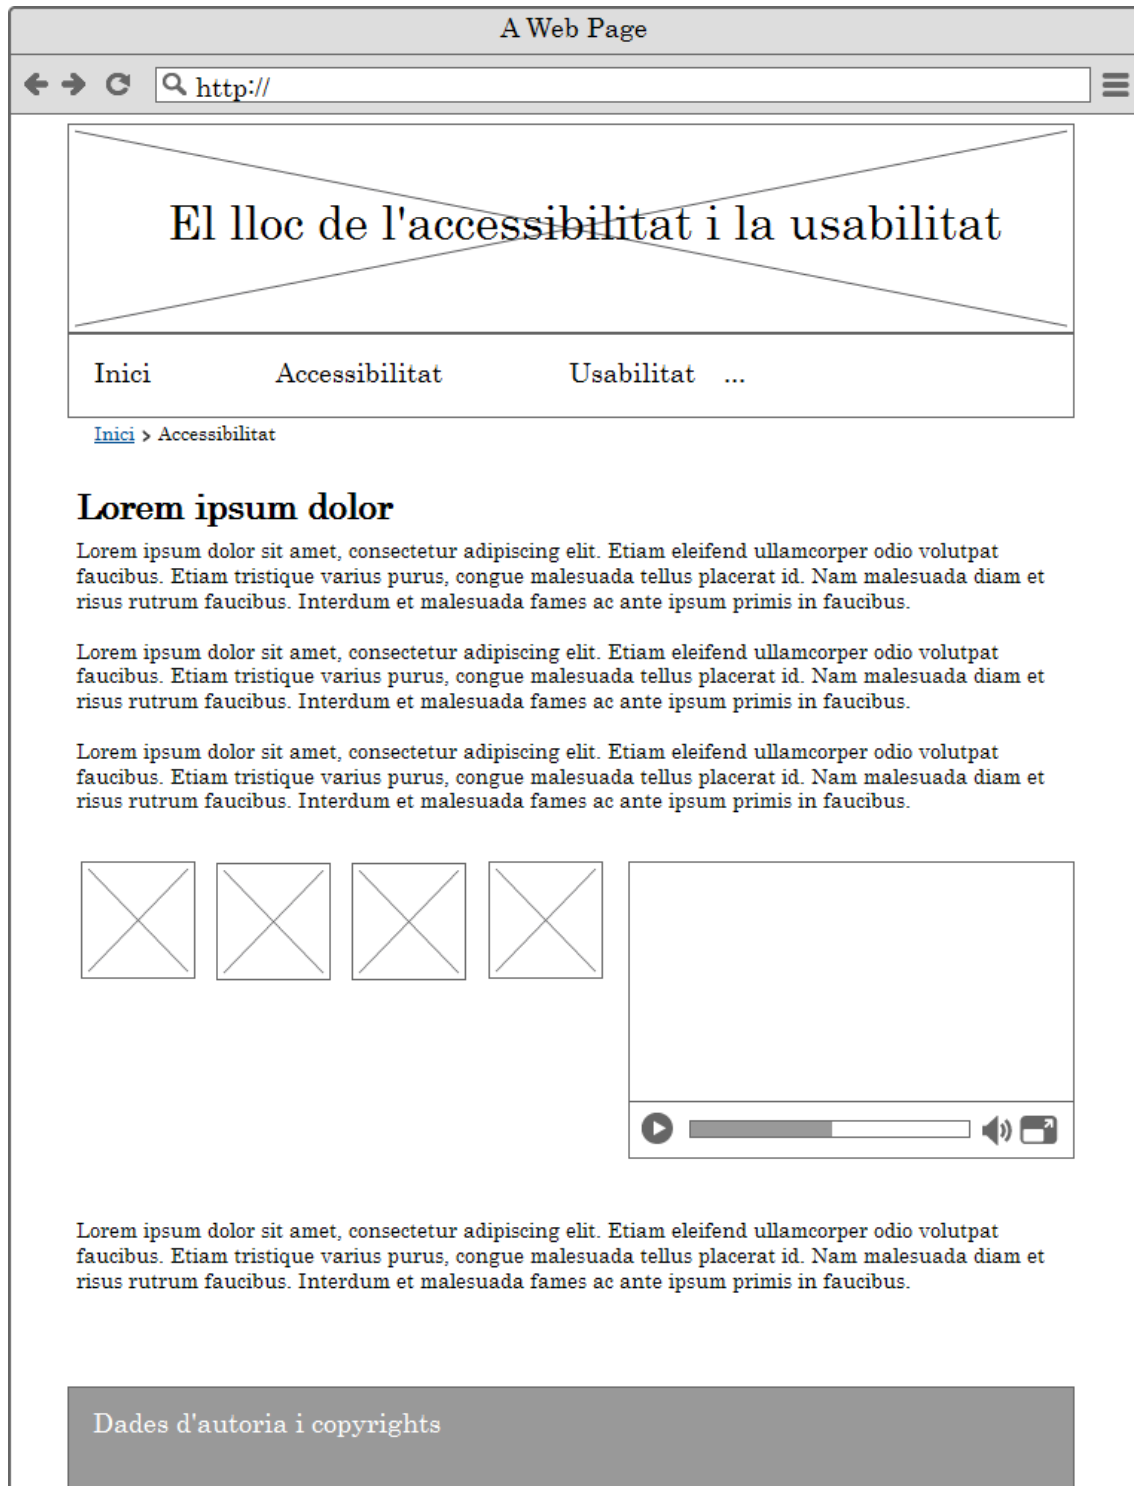 A Web Page
http://
El lloc de l'accessibilitat i la usabilitat
Inici Accessibilitat Usabilitat ...
Inici > Accessibilitat
Lorem ipsum dolor
Lorem ipsum dolor sit amet, consectetur adipiscing elit. Etiam eleifend ullamcorper odio volutpat
faucibus. Etiam tristique varius purus, congue malesuada tellus placerat id. Nam malesuada diam et
risus rutrum faucibus. Interdum et malesuada fames ac ante ipsum primis in faucibus.
Lorem ipsum dolor sit amet, consectetur adipiscing elit. Etiam eleifend ullamcorper odio volutpat
faucibus. Etiam tristique varius purus, congue malesuada tellus placerat id. Nam malesuada diam et
risus rutrum faucibus. Interdum et malesuada fames ac ante ipsum primis in faucibus.
Lorem ipsum dolor sit amet, consectetur adipiscing elit. Etiam eleifend ullamcorper odio volutpat
faucibus. Etiam tristique varius purus, congue malesuada tellus placerat id. Nam malesuada diam et
risus rutrum faucibus. Interdum et malesuada fames ac ante ipsum primis in faucibus.
Lorem ipsum dolor sit amet, consectetur adipiscing elit. Etiam eleifend ullamcorper odio volutpat
faucibus. Etiam tristique varius purus, congue malesuada tellus placerat id. Nam malesuada diam et
risus rutrum faucibus. Interdum et malesuada fames ac ante ipsum primis in faucibus.
Dades d'autoria i copyrights